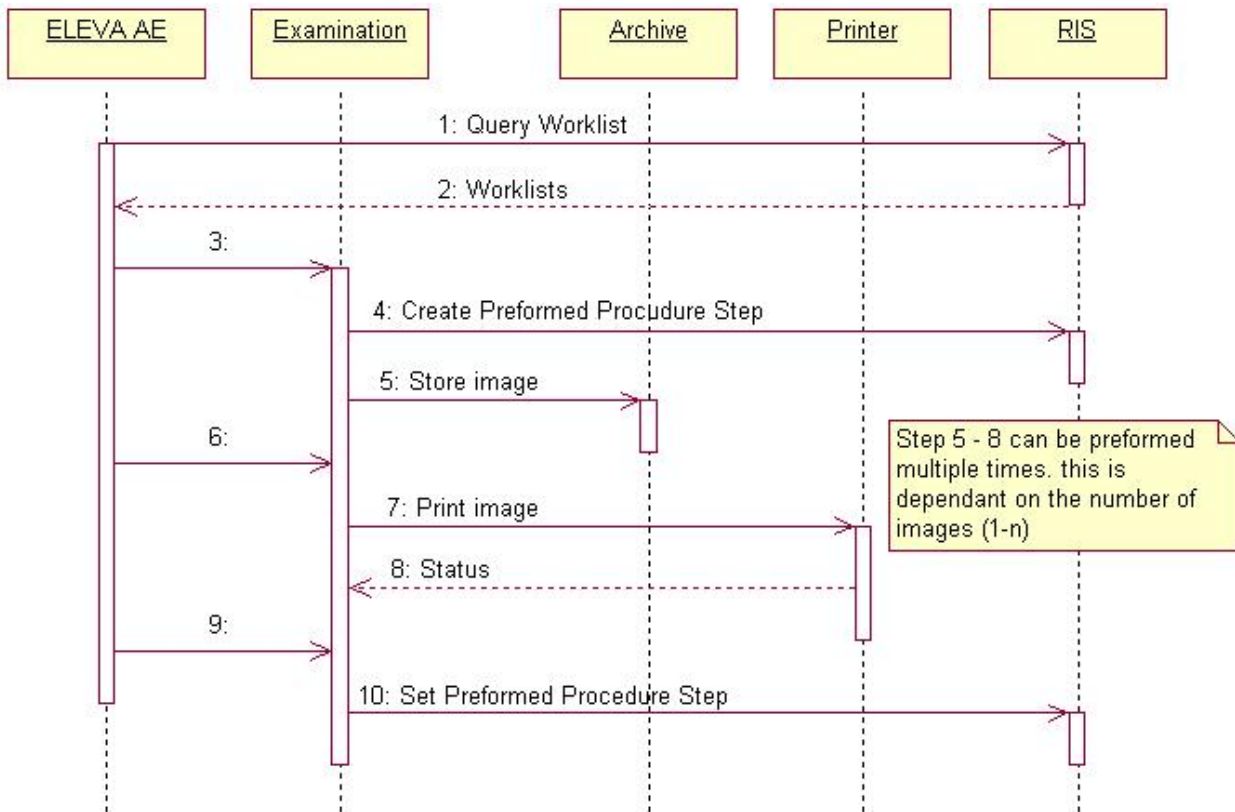 ELEVA AE
Examination
Archive
Printer
RIS
1: Query Worklist
2: Worklists
3:
4: Create Preformed Procudure Step
5: Store image
6:
Step 5 - 8 can be preformed
multiple times. this is
dependant on the number of
images (1-n)
7: Print image
8: Status
9:
10: Set Preformed Procedure Step